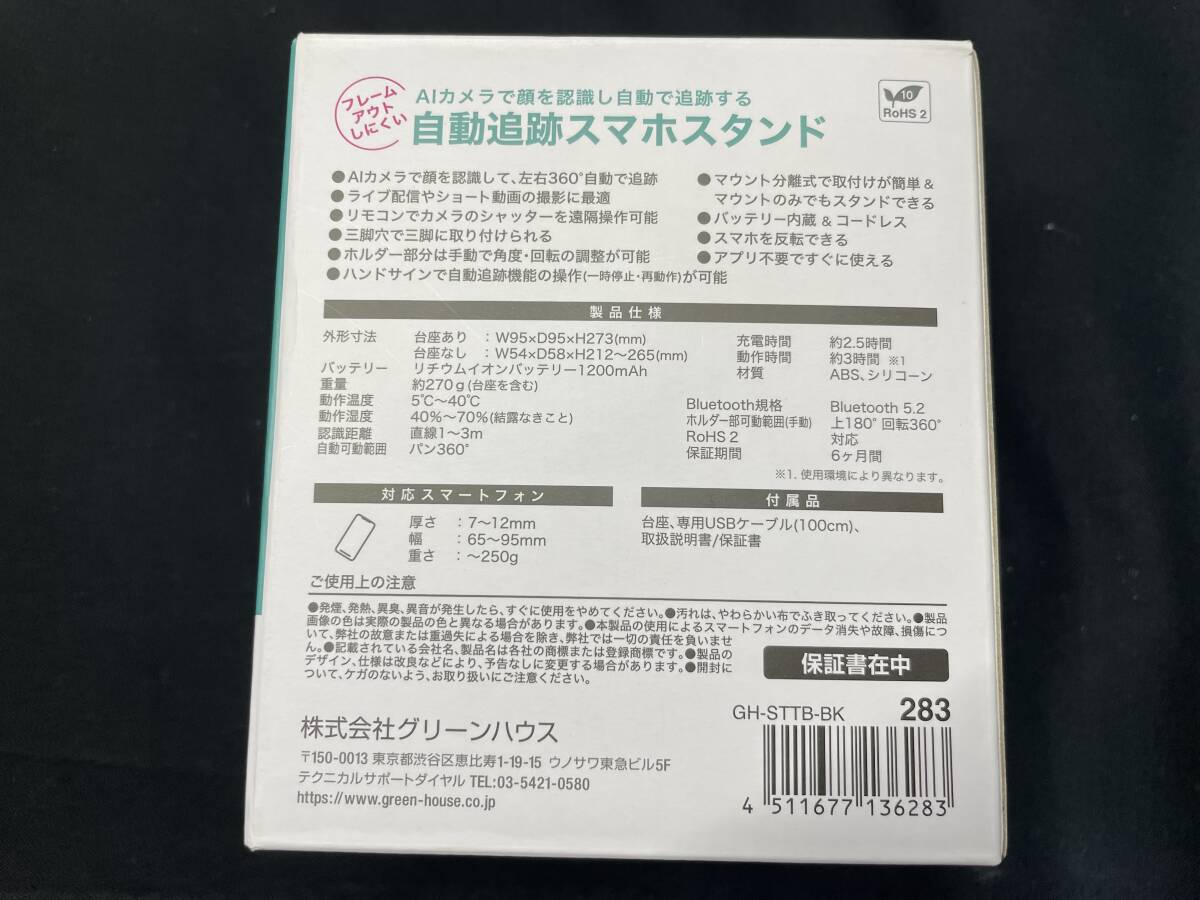 フレーム
アウト
しにくい
AIカメラで顔を認識し自動で追跡する
自動追跡スマホスタンド
10
RoHS 2
●AIカメラで顔を認識して、左右360°自動で追跡
●ライブ配信やショート動画の撮影に最適
●リモコンでカメラのシャッターを遠隔操作可能
●三脚穴で三脚に取り付けられる
●ホルダー部分は手動で角度・回転の調整が可能
●ハンドサインで自動追跡機能の操作(一時停止・再動作)が可能
●マウント分離式で取付けが簡単&
マウントのみでもスタンドできる
●バッテリー内蔵&コードレス
●スマホを反転できる
●アプリ不要ですぐに使える
製品仕様
外形寸法 台座あり :W95×D95×H273(mm)
台座なし :W54×D58×H212〜265(mm)
バッテリー リチウムイオンバッテリー1200mAh
重量 約270g(台座を含む)
動作温度 5℃〜40℃
動作湿度 40%〜70%(結露なきこと)
認識距離 直線1〜3m
自動可動範囲 パン360°
充電時間 約2.5時間
動作時間 約3時間 ※1
材質 ABS、シリコーン
Bluetooth規格 Bluetooth 5.2
ホルダー部可動範囲(手動) 上180° 回転360°
RoHS 2 対応
保証期間 6ヶ月間
※1. 使用環境により異なります。
対応スマートフォン
厚さ :7〜12mm
幅 :65〜95mm
重さ :〜250g
付属品
台座、専用USBケーブル(100cm)、
取扱説明書/保証書
ご使用上の注意
●発煙、発熱、異臭、異音が発生したら、すぐに使用をやめてください。●汚れは、やわらかい布でふき取ってください。●製品
画像の色は実際の製品の色と異なる場合があります。●本製品の使用によるスマートフォンのデータ消失や故障、損傷につ
いて、弊社の故意または重過失による場合を除き、弊社では一切の責任を負いませ
ん。●記載されている会社名、製品名は各社の商標または登録商標です。●製品の
デザイン、仕様は改良などにより、予告なしに変更する場合があります。●開封に
ついて、ケガのないよう、お取り扱いにご注意ください。
保証書在中
株式会社グリーンハウス
〒150-0013 東京都渋谷区恵比寿1-19-15 ウノサワ東急ビル5F
テクニカルサポートダイヤル TEL:03-5421-0580
https://www.green-house.co.jp
GH-STTB-BK 283
4 511677 136283